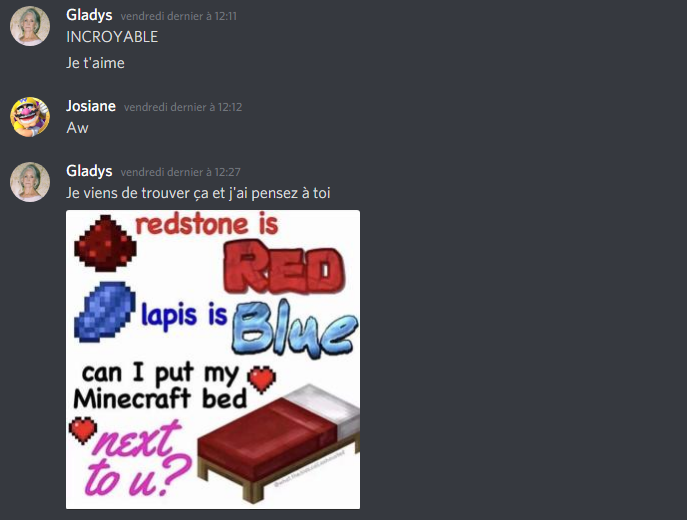 Gladys vendredi dernier à 12:11
INCROYABLE
Je t'aime
Josiane vendredi dernier à 12:12
Aw
Gladys vendredi dernier à 12:27
Je viens de trouver ça et j'ai pensez à toi
redstone is
RED
lapis is Blue
can I put my
Minecraft bed
next
to u?